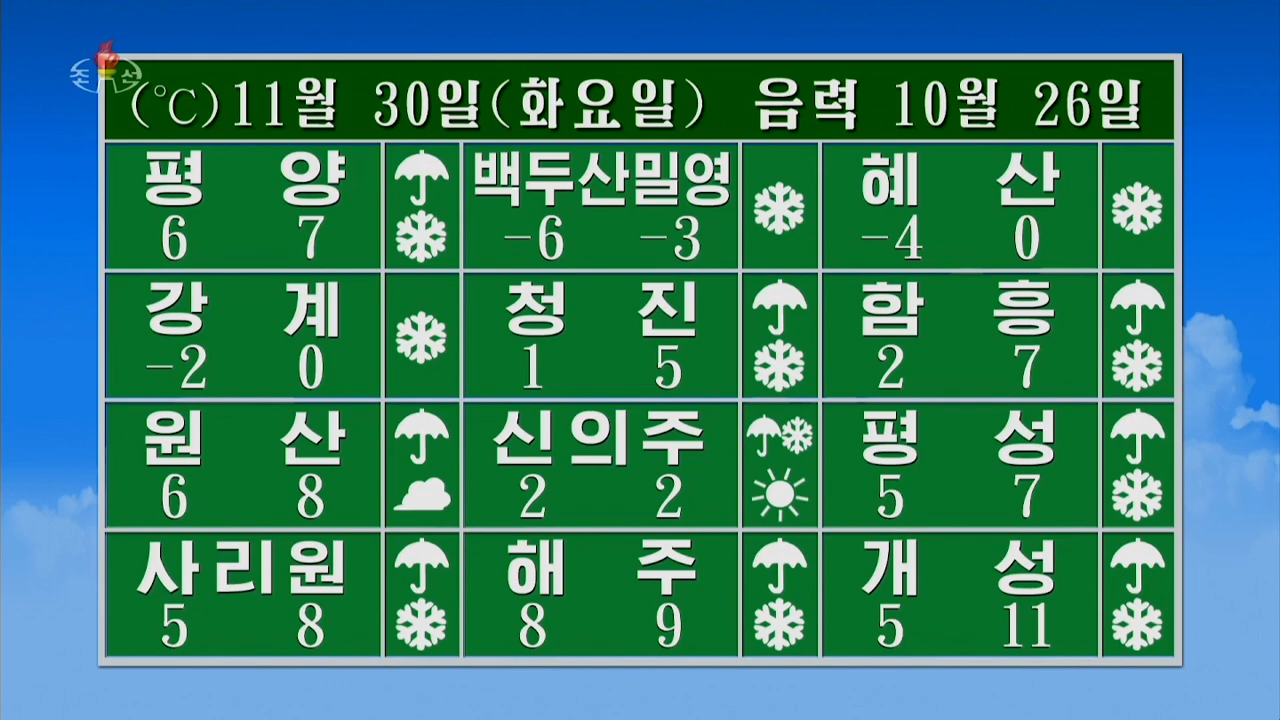 조선
(℃)11월 30일(화요일) 음력 10월 26일
평양 백두산밀영 혜산
6 7 -6 -3 -4 0
강계 청진 함흥
-2 0 1 5 2 7
원산 신의주 평성
6 8 2 2 5 7
사리원 해주 개성
5 8 8 9 5 11